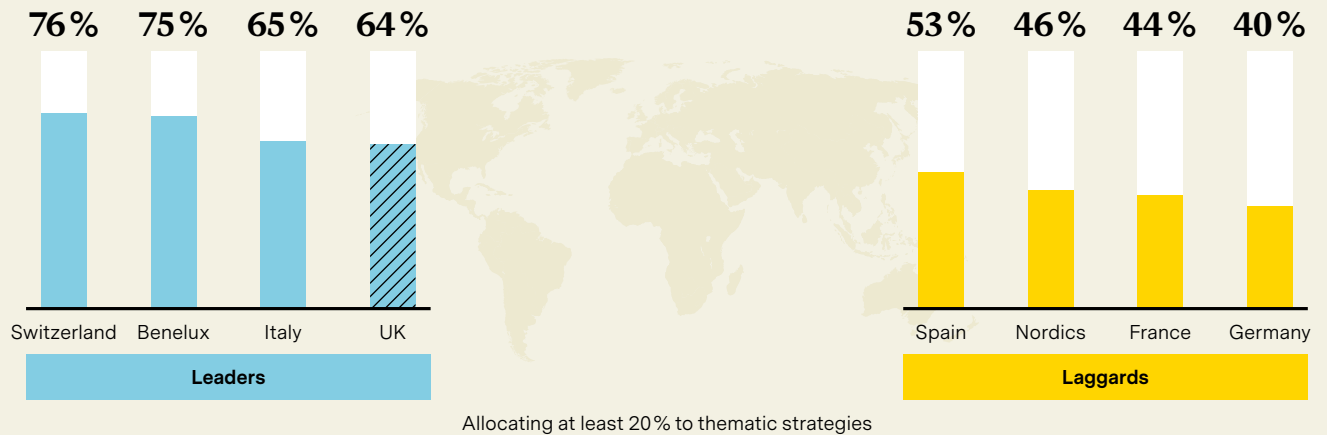 76 % 75 % 65 % 64 %
53 % 46 % 44 % 40 %
Switzerland Benelux Italy UK
Spain Nordics France Germany
Leaders
Laggards
Allocating at least 20 % to thematic strategies